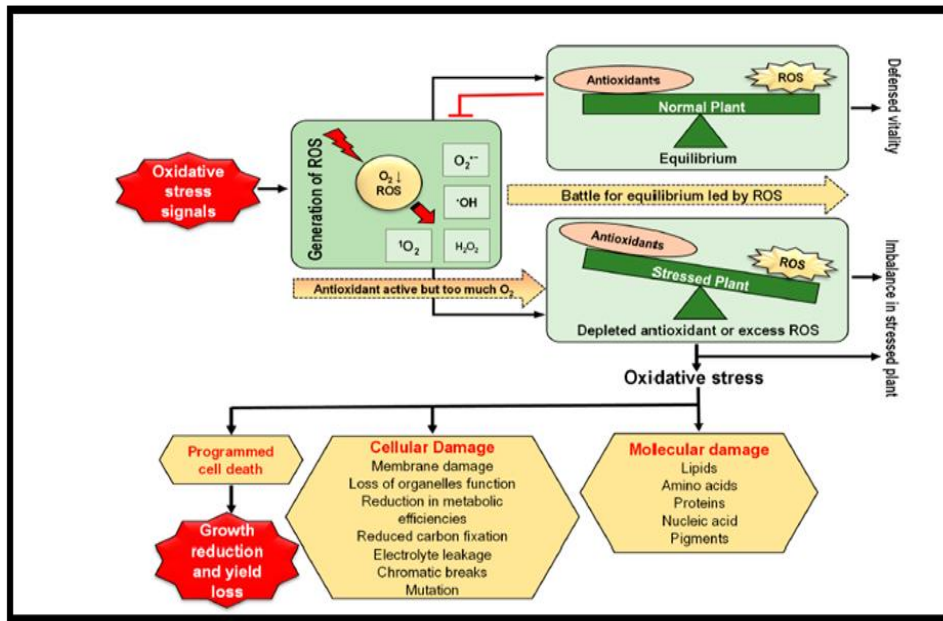 Oxidative
stress
signals
Generation of ROS
O₂ ↓
ROS
O₂•−
·OH
¹O₂
H₂O₂
Antioxidants
ROS
Normal Plant
Equilibrium
Defensed vitality
Battle for equilibrium led by ROS
Antioxidant active but too much O₂
Antioxidants
ROS
Stressed Plant
Depleted antioxidant or excess ROS
Imbalance in
stressed plant
Oxidative stress
Programmed
cell death
Growth
reduction
and yield
loss
Cellular Damage
Membrane damage
Loss of organelles function
Reduction in metabolic
efficiencies
Reduced carbon fixation
Electrolyte leakage
Chromatic breaks
Mutation
Molecular damage
Lipids
Amino acids
Proteins
Nucleic acid
Pigments